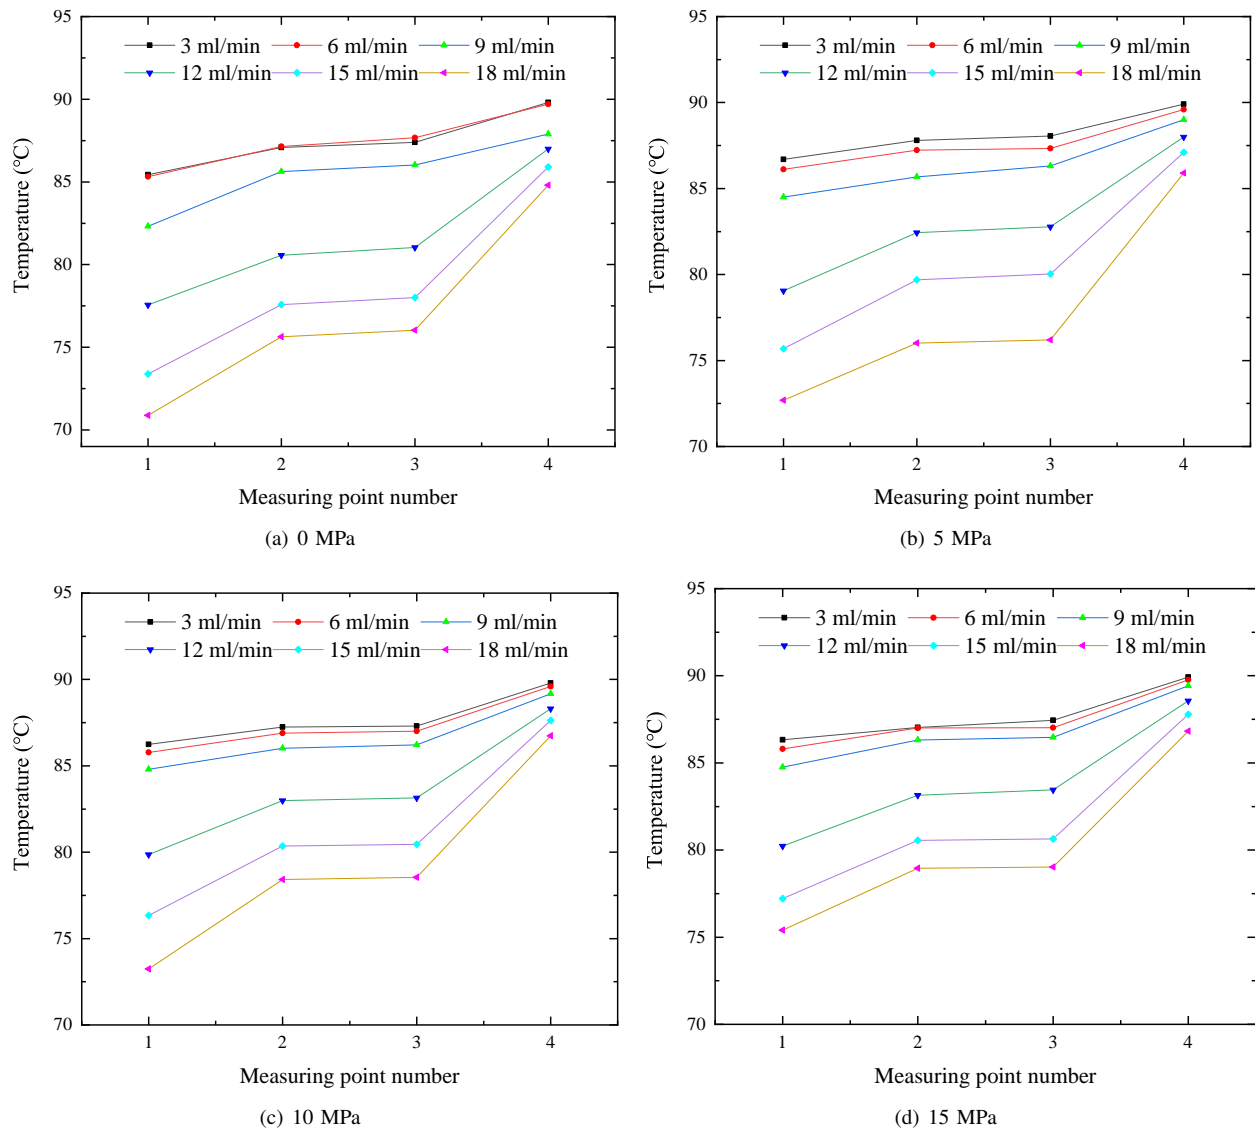 95
90
85
80
75
70
Temperature (℃)
3 ml/min 6 ml/min 9 ml/min
12 ml/min 15 ml/min 18 ml/min
1 2 3 4
Measuring point number
(a) 0 MPa
95
90
85
80
75
70
Temperature (℃)
3 ml/min 6 ml/min 9 ml/min
12 ml/min 15 ml/min 18 ml/min
1 2 3 4
Measuring point number
(b) 5 MPa
95
90
85
80
75
70
Temperature (℃)
3 ml/min 6 ml/min 9 ml/min
12 ml/min 15 ml/min 18 ml/min
1 2 3 4
Measuring point number
(c) 10 MPa
95
90
85
80
75
70
Temperature (℃)
3 ml/min 6 ml/min 9 ml/min
12 ml/min 15 ml/min 18 ml/min
1 2 3 4
Measuring point number
(d) 15 MPa